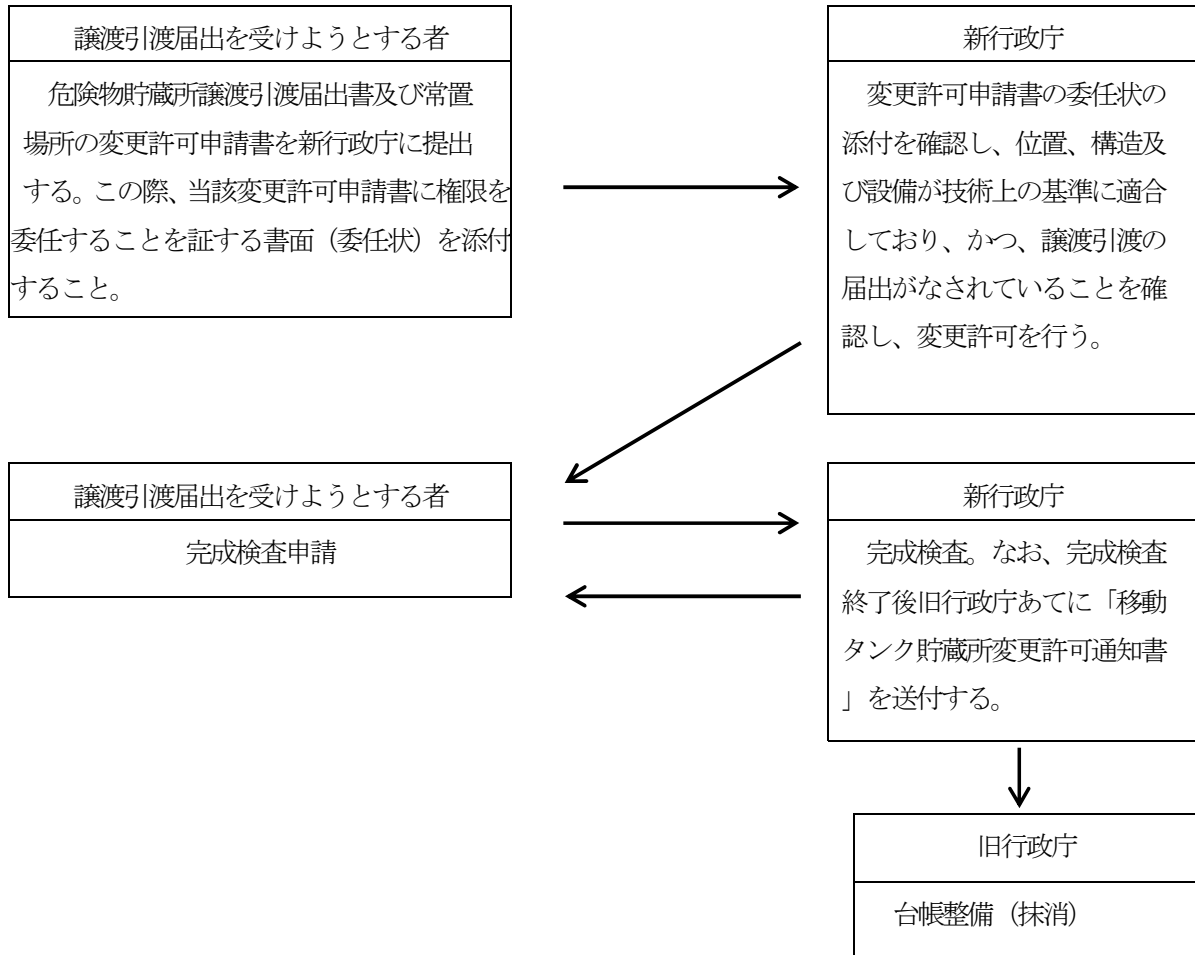 譲渡引渡届出を受けようとする者
危険物貯蔵所譲渡引渡届出書及び常置
場所の変更許可申請書を新行政庁に提出
する。この際、当該変更許可申請書に権限を
委任することを証する書面（委任状）を添付
すること。
新行政庁
変更許可申請書の委任状の
添付を確認し、位置、構造及
び設備が技術上の基準に適合
しており、かつ、譲渡引渡の
届出がなされていることを確
認し、変更許可を行う。
譲渡引渡届出を受けようとする者
完成検査申請
新行政庁
完成検査。なお、完成検査
終了後旧行政庁あてに「移動
タンク貯蔵所変更許可通知書
」を送付する。
旧行政庁
台帳整備（抹消）